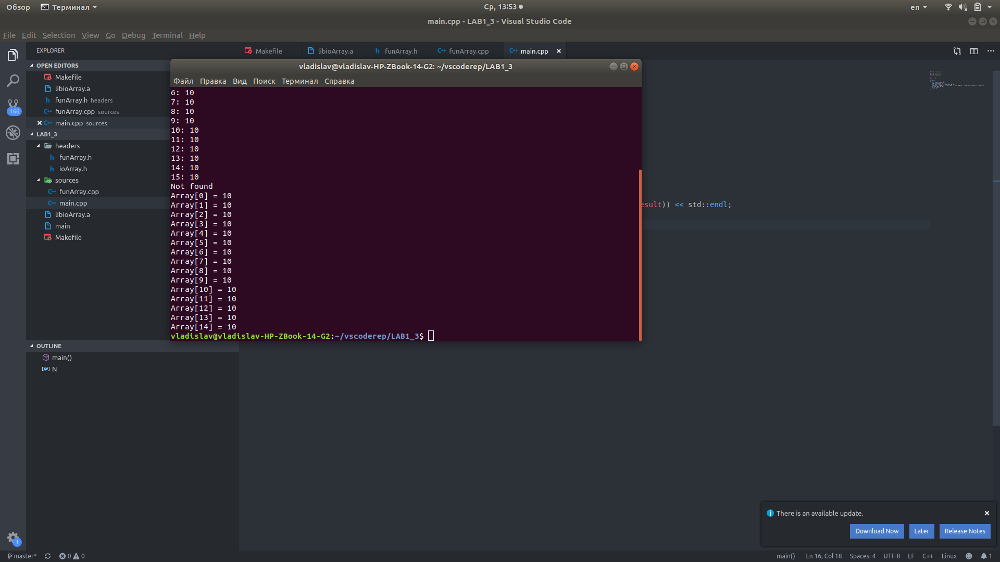 Обзор Терминал Ср, 13:53 en
main.cpp - LAB1_3 - Visual Studio Code
File Edit Selection View Go Debug Terminal Help
EXPLORER
Makefile libioArray.a funArray.h funArray.cpp main.cpp
OPEN EDITORS
Makefile
libioArray.a
funArray.h headers
funArray.cpp sources
main.cpp sources
166
LAB1_3
headers
funArray.h
ioArray.h
sources
funArray.cpp
main.cpp
libioArray.a
main
Makefile
OUTLINE
main()
N
vladislav@vladislav-HP-ZBook-14-G2: ~/vscoderep/LAB1_3
Файл Правка Вид Поиск Терминал Справка
6: 10
7: 10
8: 10
9: 10
10: 10
11: 10
12: 10
13: 10
14: 10
15: 10
Not found
Array[0] = 10
Array[1] = 10
Array[2] = 10
Array[3] = 10
Array[4] = 10
Array[5] = 10
Array[6] = 10
Array[7] = 10
Array[8] = 10
Array[9] = 10
Array[10] = 10
Array[11] = 10
Array[12] = 10
Array[13] = 10
Array[14] = 10
vladislav@vladislav-HP-ZBook-14-G2:~/vscoderep/LAB1_3$
esult)) << std::endl;
There is an available update.
Download Now Later Release Notes
1
master* 0 0 main() Ln 16, Col 18 Spaces: 4 UTF-8 LF C++ Linux 1